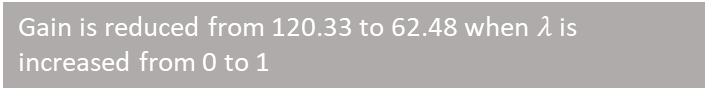 Gain is reduced from 120.33 to 62.48 when λ is
increased from 0 to 1